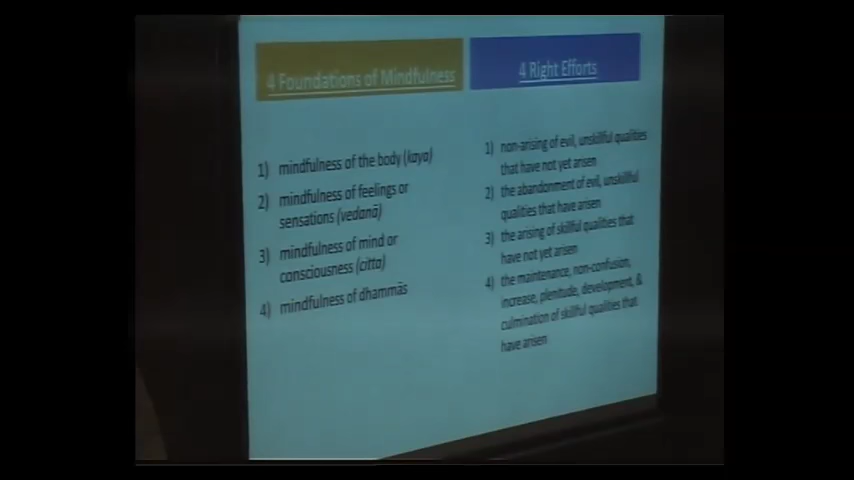 4 Foundations of Mindfulness
1) mindfulness of the body (kaya)
2) mindfulness of feelings or
sensations (vedanā)
3) mindfulness of mind or
consciousness (citta)
4) mindfulness of dhammās
4 Right Efforts
1) non-arising of evil, unskillful qualities
that have not yet arisen
2) the abandonment of evil, unskillful
qualities that have arisen
3) the arising of skillful qualities that
have not yet arisen
4) the maintenance, non-confusion,
increase, plenitude, development, &
culmination of skillful qualities that
have arisen